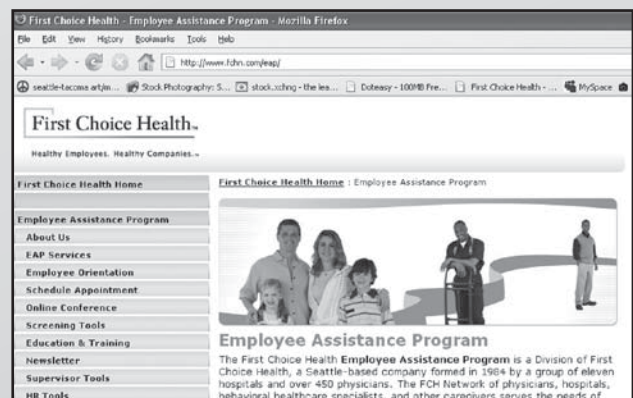 First Choice Health - Employee Assistance Program - Mozilla Firefox
File Edit View History Bookmarks Tools Help
http://www.fchn.com/eap/
seattle-tacoma art/jm... Stock Photography: S... stock.xchng - the lea... Doteasy - 100MB Fre... First Choice Health - ... MySpace
First Choice Health™
Healthy Employees. Healthy Companies.™
First Choice Health Home
Employee Assistance Program
About Us
EAP Services
Employee Orientation
Schedule Appointment
Online Conference
Screening Tools
Education & Training
Newsletter
Supervisor Tools
HR Tools
First Choice Health Home : Employee Assistance Program
Employee Assistance Program
The First Choice Health Employee Assistance Program is a Division of First
Choice Health, a Seattle-based company formed in 1984 by a group of eleven
hospitals and over 450 physicians. The FCH Network of physicians, hospitals,
behavioral healthcare specialists, and other caregivers serves the needs of